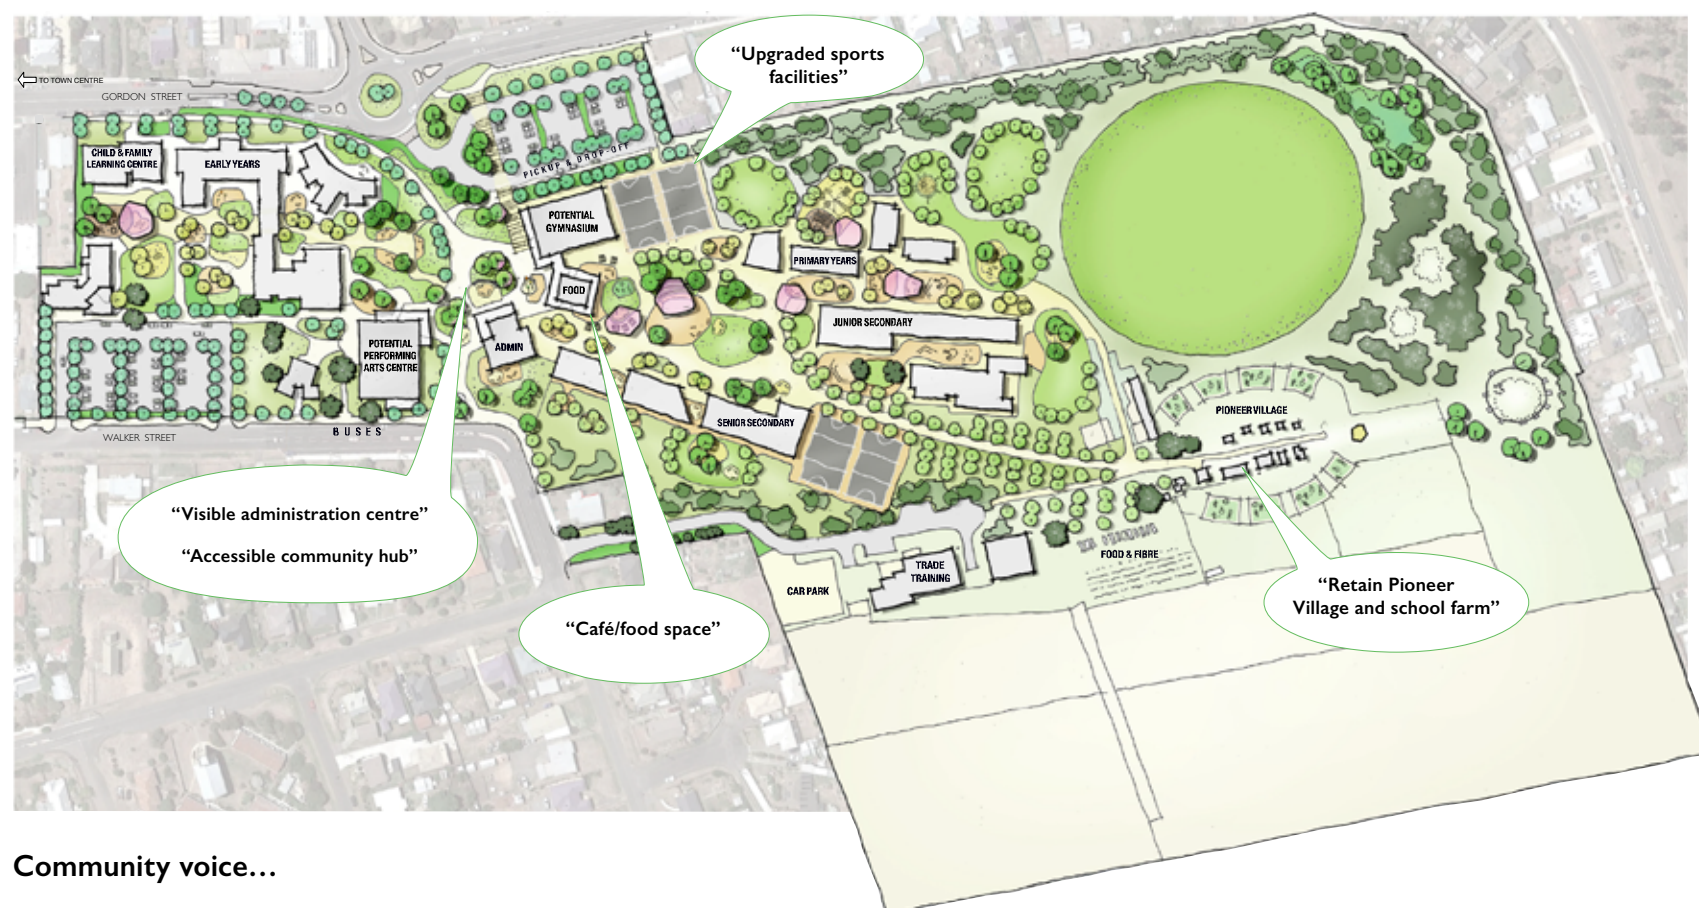 “Upgraded sports
facilities”
TO TOWN CENTRE
GORDON STREET
CHILD & FAMILY
LEARNING CENTRE
EARLY YEARS
PICKUP & DROP-OFF
POTENTIAL
GYMNASIUM
PRIMARY YEARS
FOOD
JUNIOR SECONDARY
ADMIN
POTENTIAL
PERFORMING
ARTS CENTRE
SENIOR SECONDARY
PIONEER VILLAGE
BUSES
WALKER STREET
“Visible administration centre”
“Accessible community hub”
FOOD & FIBRE
TRADE
TRAINING
CAR PARK
“Retain Pioneer
Village and school farm”
“Café/food space”
Community voice…